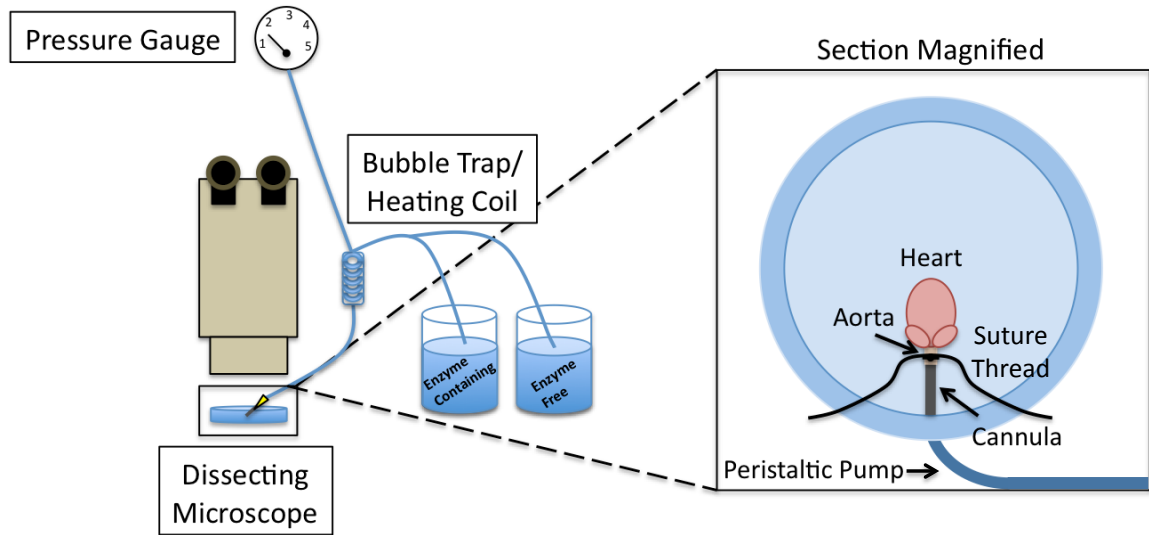 Pressure Gauge
1 2 3 4 5
Section Magnified
Bubble Trap/
Heating Coil
Heart
Aorta
Suture
Thread
Enzyme
Containing
Enzyme
Free
Cannula
Peristaltic Pump
Dissecting
Microscope